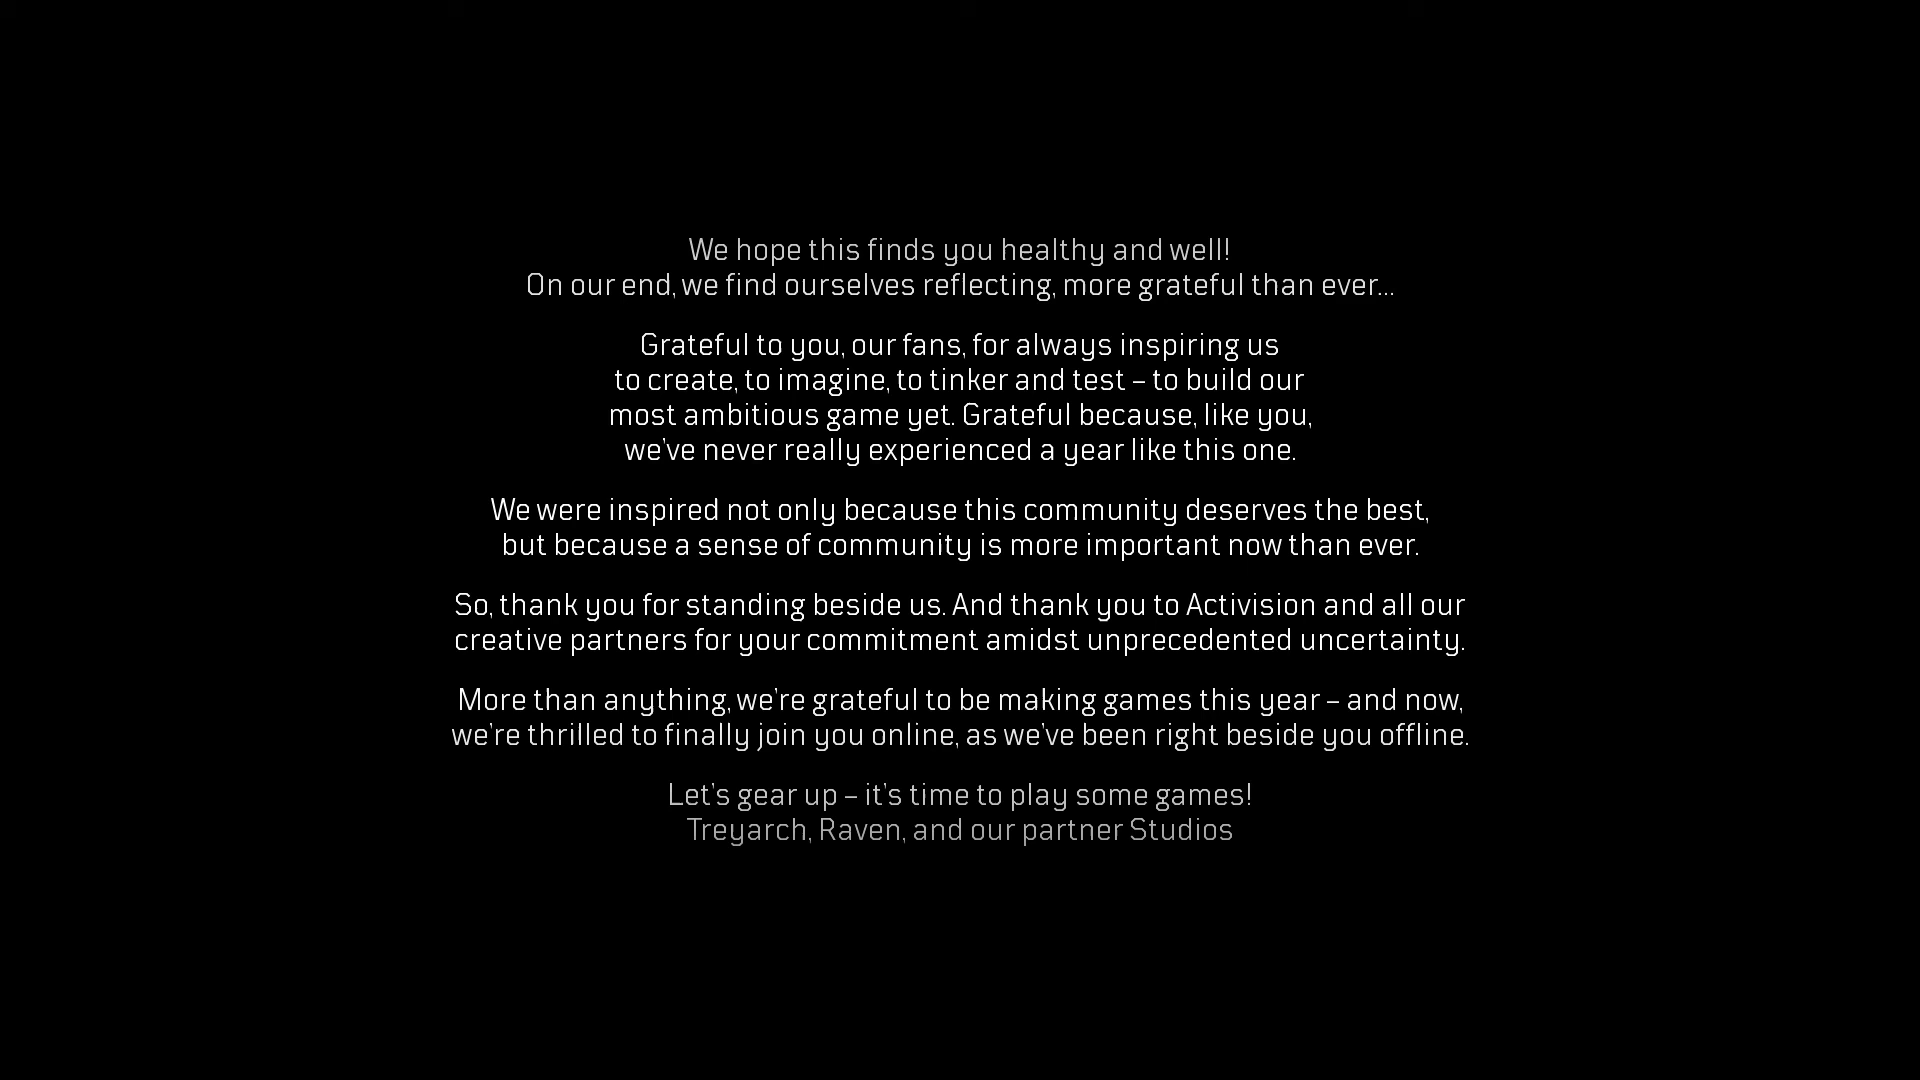 We hope this finds you healthy and well!
On our end, we find ourselves reflecting, more grateful than ever...
Grateful to you, our fans, for always inspiring us
to create, to imagine, to tinker and test – to build our
most ambitious game yet. Grateful because, like you,
we've never really experienced a year like this one.
We were inspired not only because this community deserves the best,
but because a sense of community is more important now than ever.
So, thank you for standing beside us. And thank you to Activision and all our
creative partners for your commitment amidst unprecedented uncertainty.
More than anything, we're grateful to be making games this year – and now,
we're thrilled to finally join you online, as we've been right beside you offline.
Let's gear up – it's time to play some games!
Treyarch, Raven, and our partner Studios